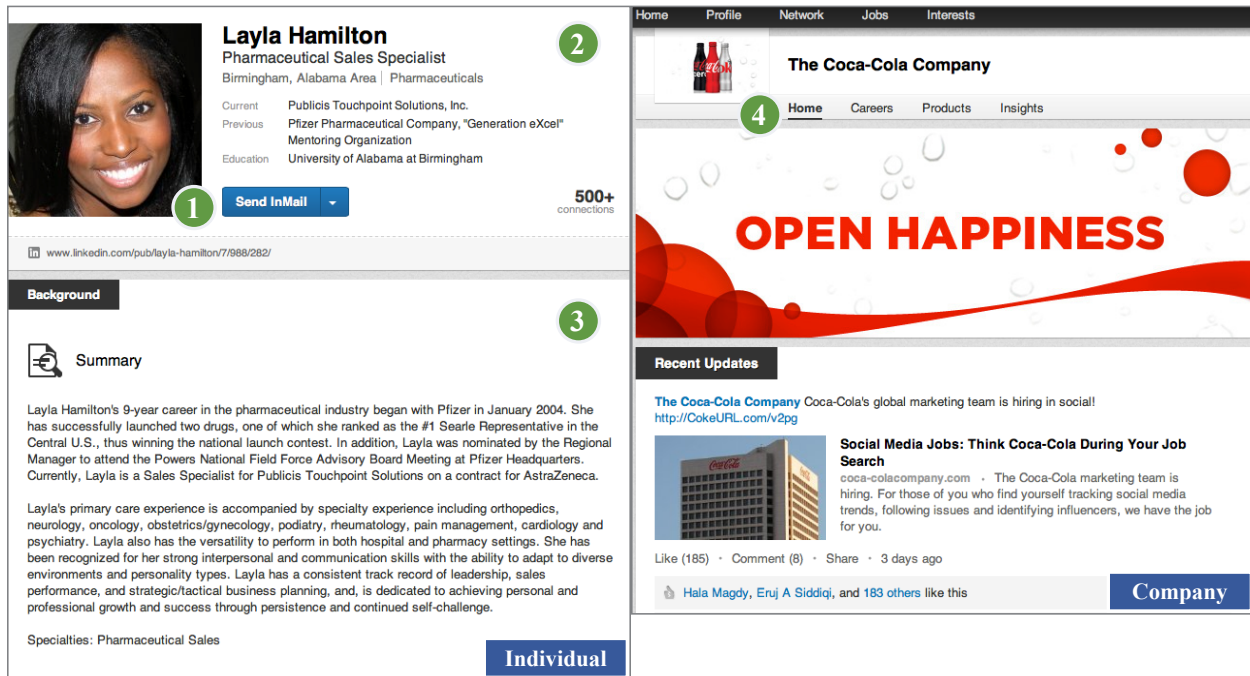 Layla Hamilton
Pharmaceutical Sales Specialist
Birmingham, Alabama Area | Pharmaceuticals
Current Publicis Touchpoint Solutions, Inc.
Previous Pfizer Pharmaceutical Company, "Generation eXcel"
Mentoring Organization
Education University of Alabama at Birmingham
Send InMail
500+
connections
1
2
in www.linkedin.com/pub/layla-hamilton/7/988/282/
Background
3
Summary
Layla Hamilton's 9-year career in the pharmaceutical industry began with Pfizer in January 2004. She
has successfully launched two drugs, one of which she ranked as the #1 Searle Representative in the
Central U.S., thus winning the national launch contest. In addition, Layla was nominated by the Regional
Manager to attend the Powers National Field Force Advisory Board Meeting at Pfizer Headquarters.
Currently, Layla is a Sales Specialist for Publicis Touchpoint Solutions on a contract for AstraZeneca.
Layla's primary care experience is accompanied by specialty experience including orthopedics,
neurology, oncology, obstetrics/gynecology, podiatry, rheumatology, pain management, cardiology and
psychiatry. Layla also has the versatility to perform in both hospital and pharmacy settings. She has
been recognized for her strong interpersonal and communication skills with the ability to adapt to diverse
environments and personality types. Layla has a consistent track record of leadership, sales
performance, and strategic/tactical business planning, and, is dedicated to achieving personal and
professional growth and success through persistence and continued self-challenge.
Specialties: Pharmaceutical Sales
Individual
Home Profile Network Jobs Interests
The Coca-Cola Company
4
Home Careers Products Insights
OPEN HAPPINESS
Recent Updates
The Coca-Cola Company Coca-Cola's global marketing team is hiring in social!
http://CokeURL.com/v2pg
Coca-Cola
Social Media Jobs: Think Coca-Cola During Your Job
Search
coca-colacompany.com · The Coca-Cola marketing team is
hiring. For those of you who find yourself tracking social media
trends, following issues and identifying influencers, we have the job
for you.
Like (185) · Comment (8) · Share · 3 days ago
Hala Magdy, Eruj A Siddiqi, and 183 others like this
Company